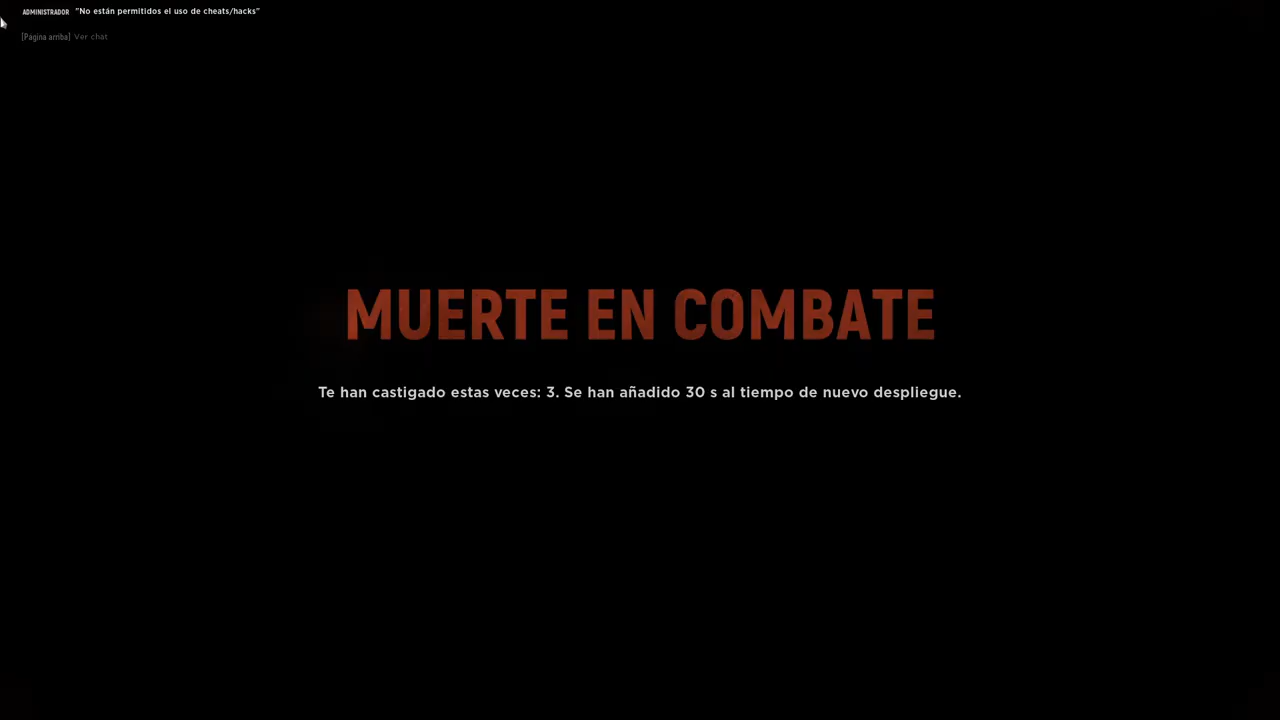 ADMINISTRADOR "No están permitidos el uso de cheats/hacks"
[Página arriba] Ver chat
MUERTE EN COMBATE
Te han castigado estas veces: 3. Se han añadido 30 s al tiempo de nuevo despliegue.